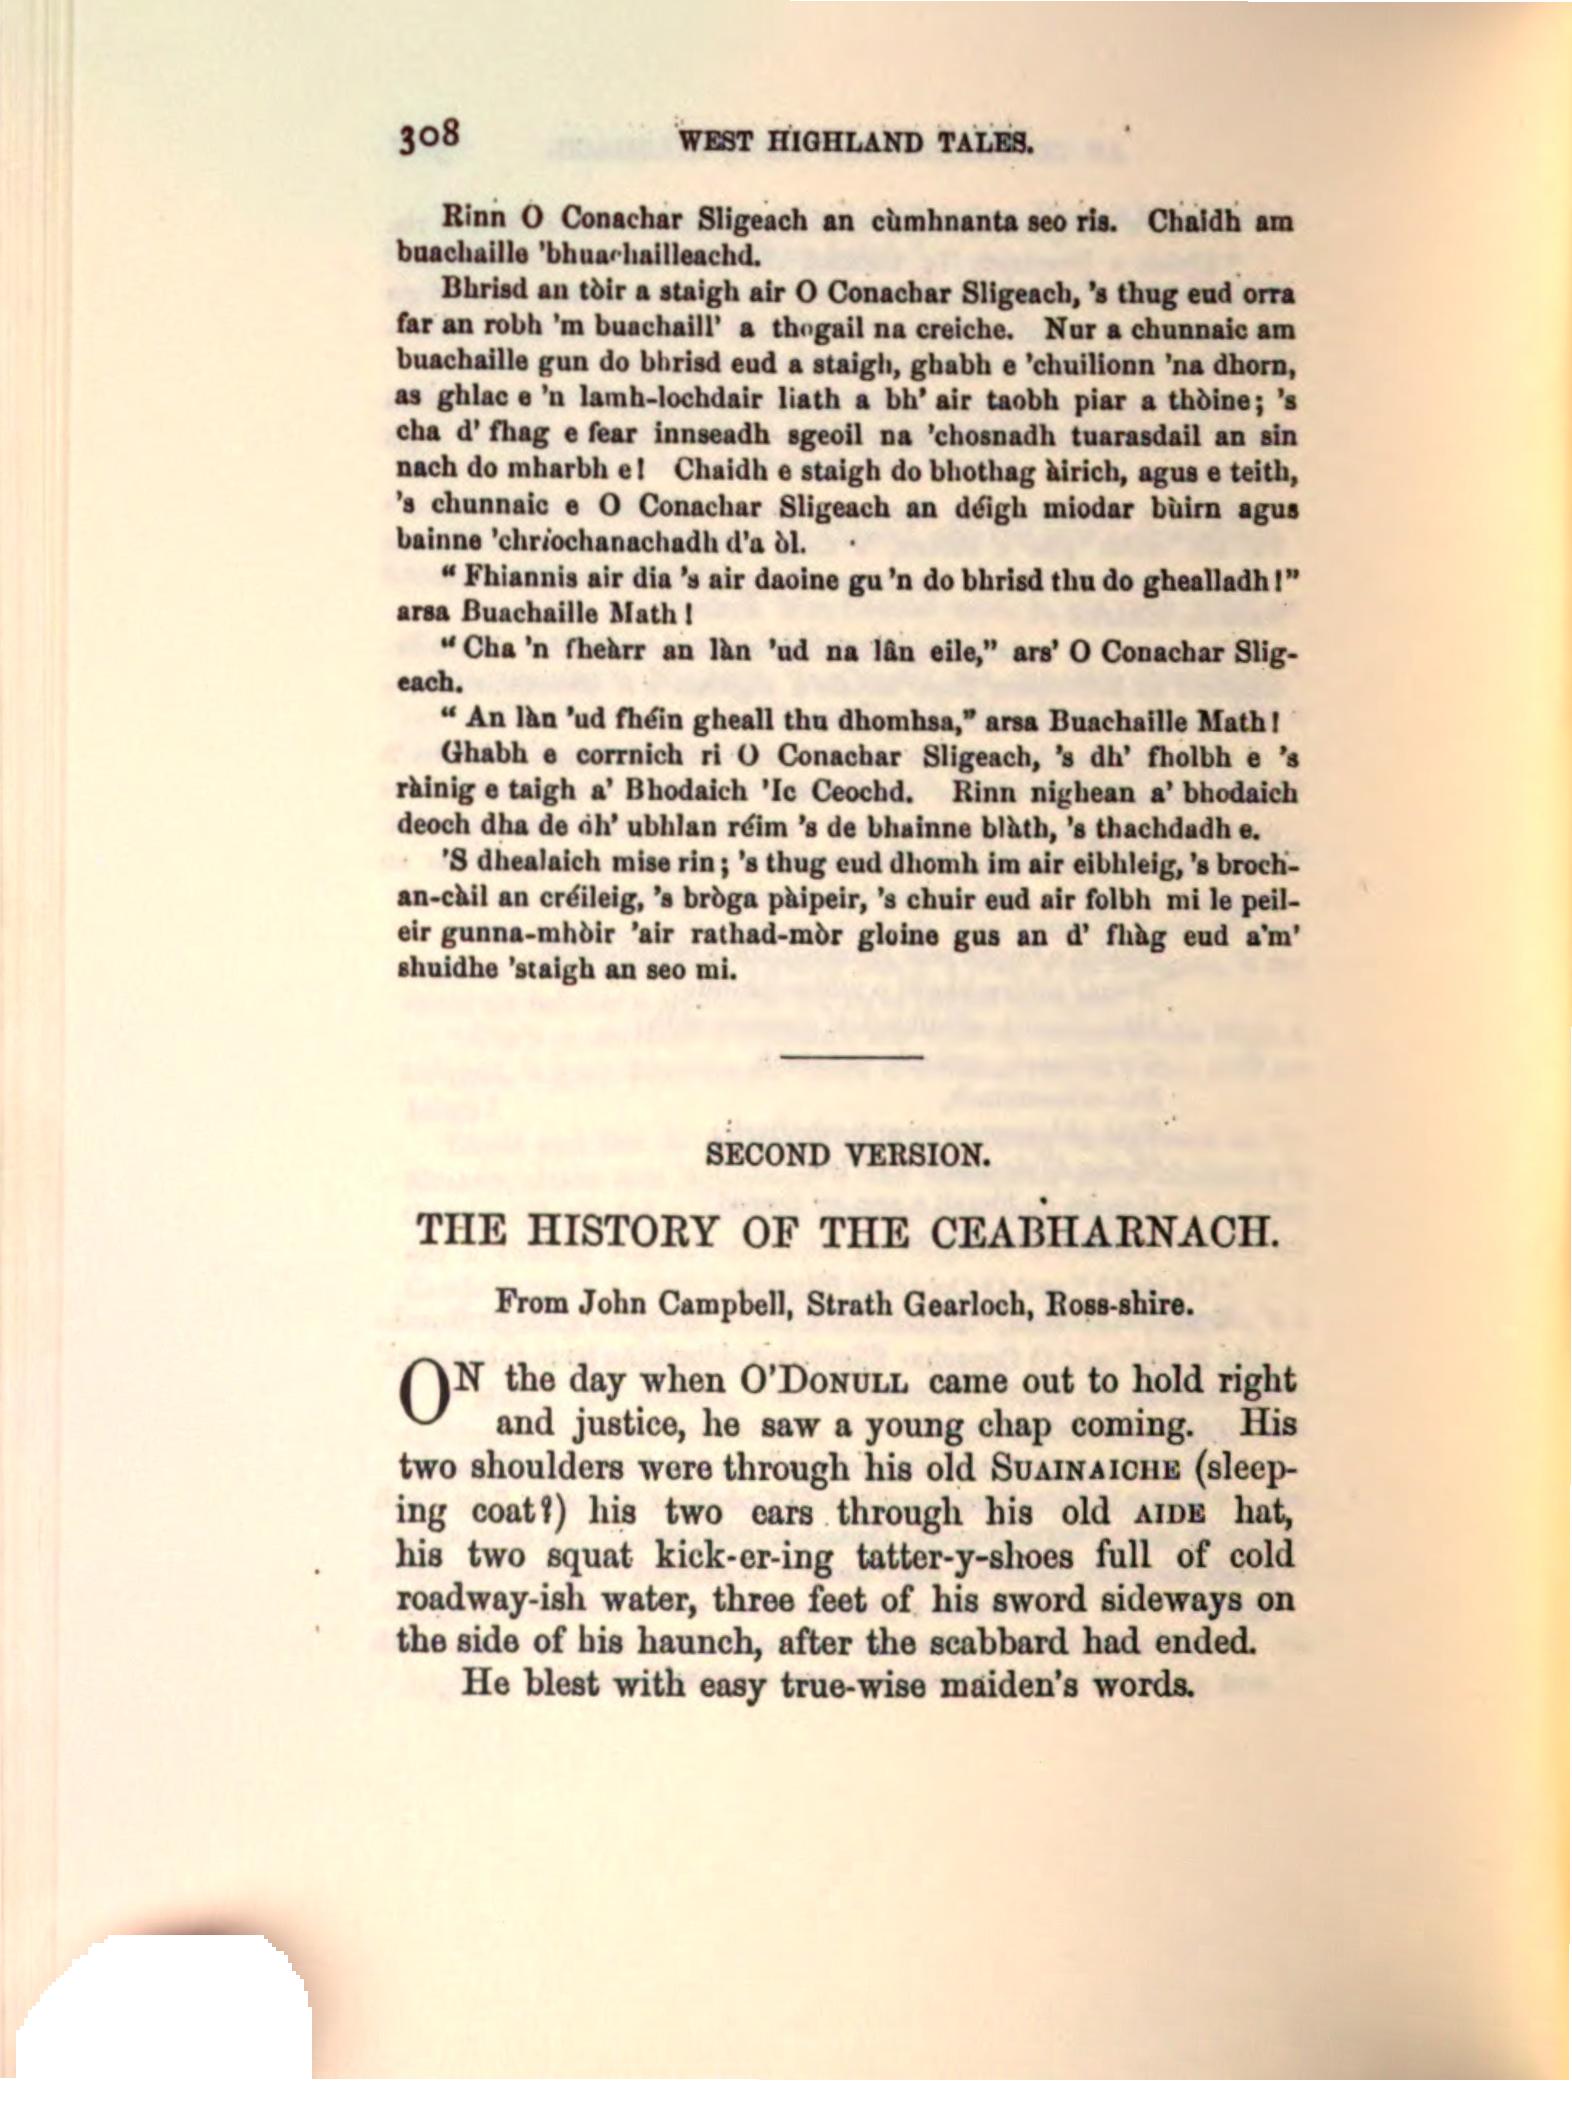 308 WEST HIGHLAND TALES.
Rinn O Conachar Sligeach an cùmhnanta seo ris. Chaidh am
buachaille 'bhuachailleachd.
Bhrisd an tòir a staigh air O Conachar Sligeach, 's thug eud orra
far an robh 'm buachaill' a thogail na creiche. Nur a chunnaic am
buachaille gun do bhrisd eud a staigh, ghabh e 'chuilionn 'na dhorn,
as ghlac e 'n lamh-lochdair liath a bh' air taobh piar a thòine; 's
cha d' fhag e fear innseadh sgeoil na 'chosnadh tuarasdail an sin
nach do mharbh e! Chaidh e staigh do bhothag àirich, agus e teith,
's chunnaic e O Conachar Sligeach an déigh miodar bùirn agus
bainne 'chriochanachadh d'a òl.
“Fhiannis air dia 's air daoine gu 'n do bhrisd thu do ghealladh!”
arsa Buachaille Math!
“Cha 'n fheàrr an làn 'ud na lân eile,” ars' O Conachar Slig-
each.
“An làn 'ud fhéin gheall thu dhomhsa,” arsa Buachaille Math!
Ghabh e corrnich ri O Conachar Sligeach, 's dh' fholbh e 's
ràinig e taigh a' Bhodaich 'Ic Ceochd. Rinn nighean a' bhodaich
deoch dha de dh' ubhlan réim 's de bhainne blàth, 's thachdadh e.
'S dhealaich mise rin; 's thug eud dhomh im air eibhleig, 's broch-
an-càil an créileig, 's bròga pàipeir, 's chuir eud air folbh mi le peil-
eir gunna-mhòir 'air rathad-mòr gloine gus an d' fhàg eud a'm'
shuidhe 'staigh an seo mi.
SECOND VERSION.
THE HISTORY OF THE CEABHARNACH.
From John Campbell, Strath Gearloch, Ross-shire.
ON the day when O'DONULL came out to hold right
and justice, he saw a young chap coming. His
two shoulders were through his old SUAINAICHE (sleep-
ing coat?) his two ears through his old AIDE hat,
his two squat kick-er-ing tatter-y-shoes full of cold
roadway-ish water, three feet of his sword sideways on
the side of his haunch, after the scabbard had ended.
He blest with easy true-wise maiden's words.